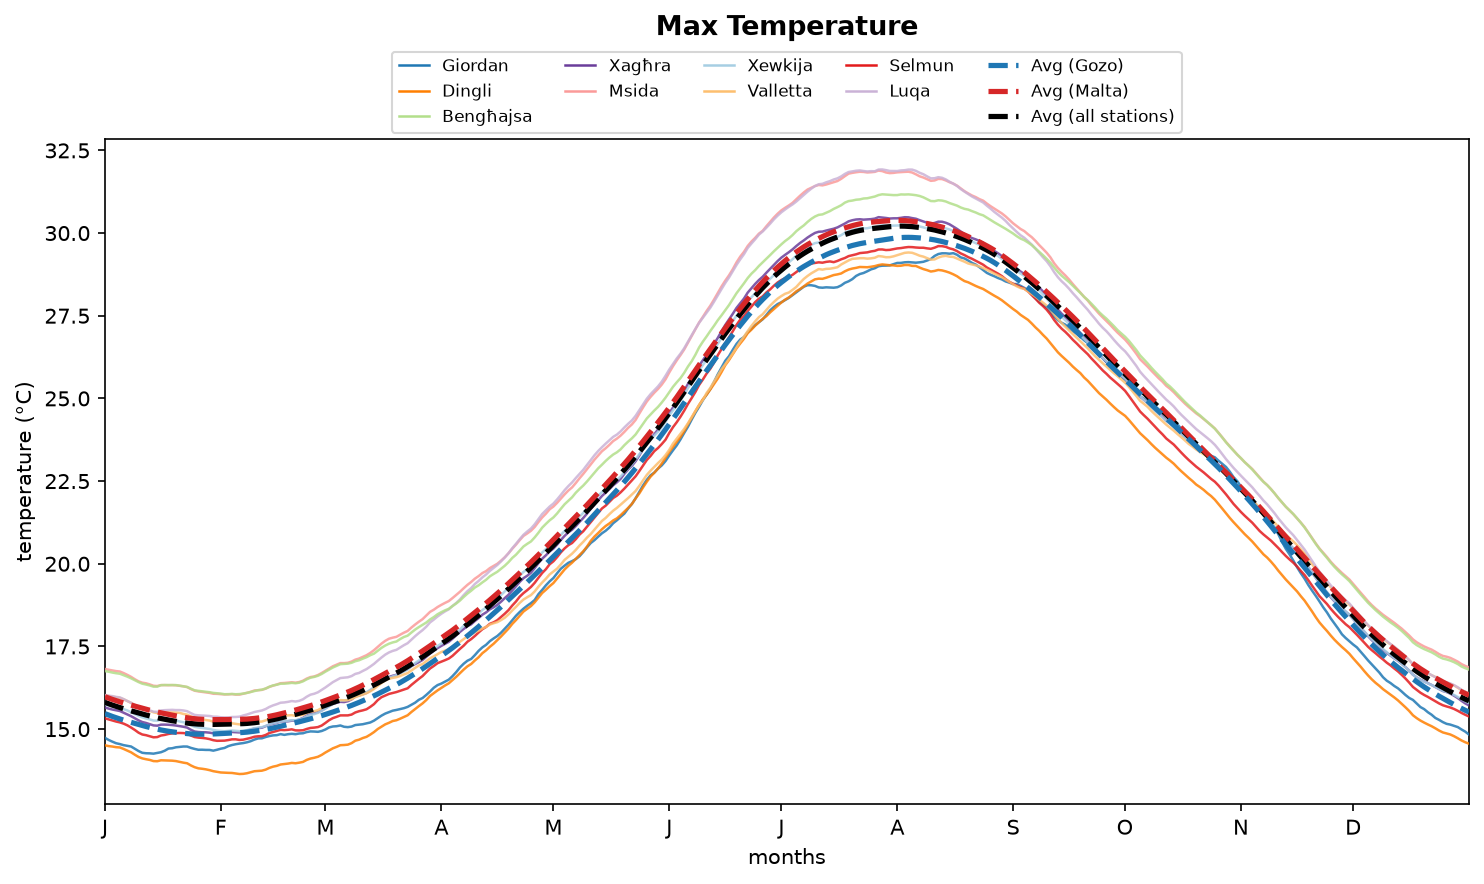 Max Temperature
Giordan Xagħra Xewkija Selmun Avg (Gozo)
Dingli Msida Valletta Luqa Avg (Malta)
Bengħajsa Avg (all stations)
32.5
30.0
27.5
25.0
22.5
20.0
17.5
15.0
temperature (°C)
J F M A M J J A S O N D
months